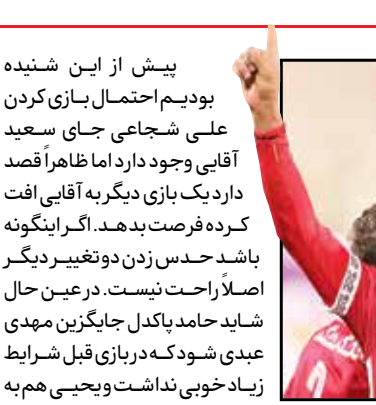 پیش از این شنیده
بودیم احتمال بازی کردن
علی شجاعی جای سعید
آقایی وجود دارد اما ظاهراً قصد
دارد یک بازی دیگر به آقایی افت
کرده فرصت بدهد. اگر اینگونه
باشد حدس زدن دو تغییر دیگر
اصلاً راحت نیست. در عین حال
شاید حامد پاکدل جایگزین مهدی
عبدی شود که در بازی قبل شرایط
زیاد خوبی نداشت و یحیی هم به